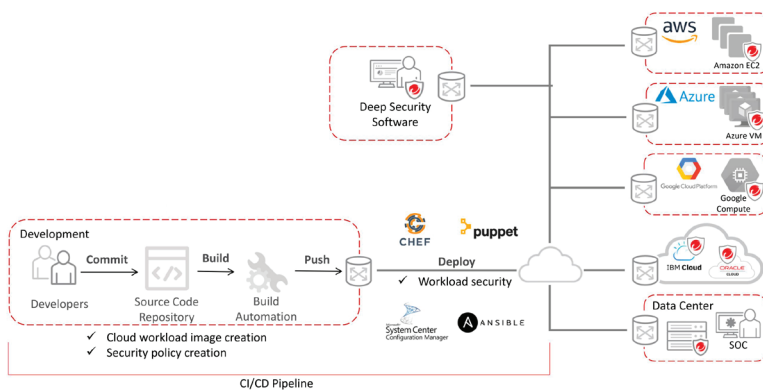 Deep Security
Software
aws
Amazon EC2
Azure
Azure VM
Google Cloud Platform
Google
Compute
Development
Commit
Build
Push
Developers
Source Code
Repository
Build
Automation
CHEF
puppet
Deploy
✓ Workload security
System Center
Configuration Manager
ANSIBLE
IBM Cloud
ORACLE
CLOUD
Data Center
SOC
✓ Cloud workload image creation
✓ Security policy creation
CI/CD Pipeline